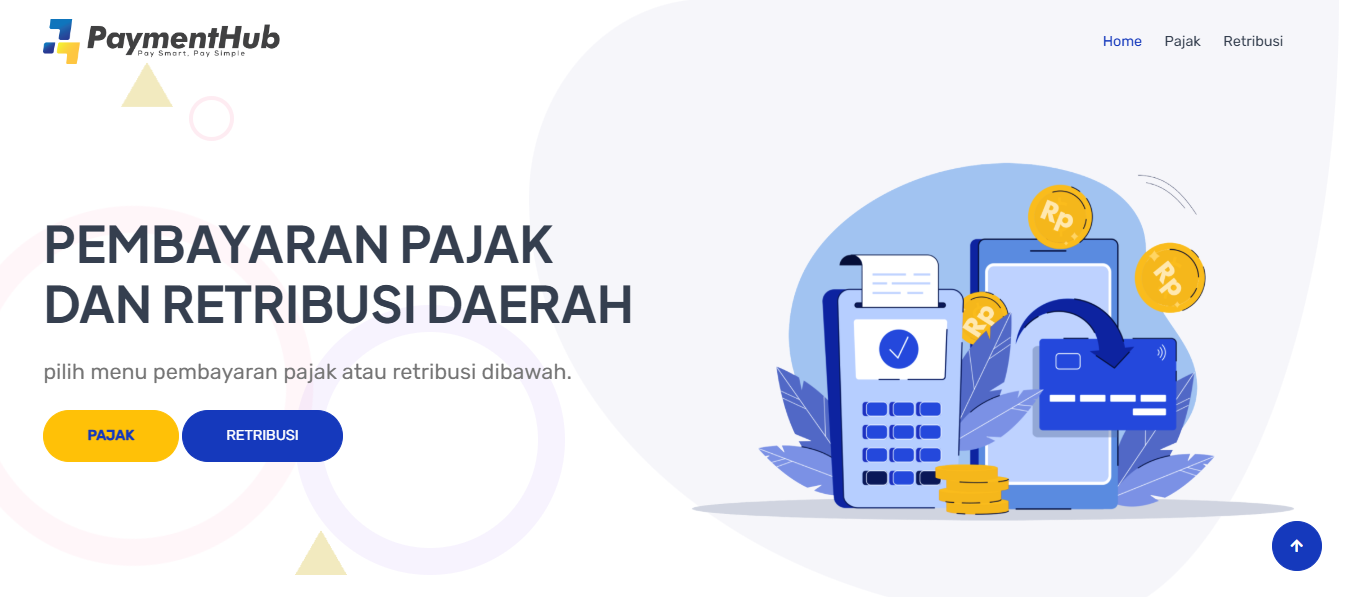 PaymentHub
Pay Smart, Pay Simple
Home Pajak Retribusi
PEMBAYARAN PAJAK
DAN RETRIBUSI DAERAH
pilih menu pembayaran pajak atau retribusi dibawah.
PAJAK RETRIBUSI
Rp
Rp
Rp